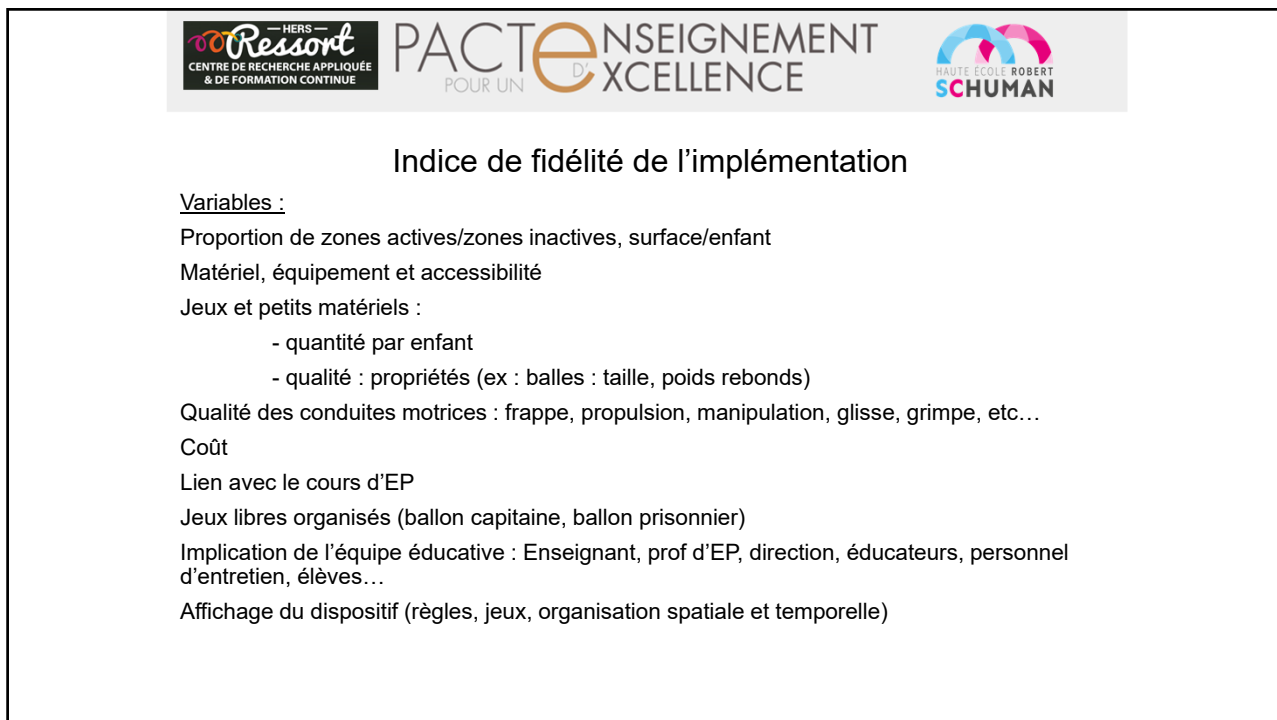 HERS
Ressort
CENTRE DE RECHERCHE APPLIQUÉE
& DE FORMATION CONTINUE
PACTE NSEIGNEMENT
POUR UN D' XCELLENCE
HAUTE ÉCOLE ROBERT
SCHUMAN
Indice de fidélité de l'implémentation
Variables :
Proportion de zones actives/zones inactives, surface/enfant
Matériel, équipement et accessibilité
Jeux et petits matériels :
- quantité par enfant
- qualité : propriétés (ex : balles : taille, poids rebonds)
Qualité des conduites motrices : frappe, propulsion, manipulation, glisse, grimpe, etc…
Coût
Lien avec le cours d'EP
Jeux libres organisés (ballon capitaine, ballon prisonnier)
Implication de l'équipe éducative : Enseignant, prof d'EP, direction, éducateurs, personnel
d'entretien, élèves…
Affichage du dispositif (règles, jeux, organisation spatiale et temporelle)